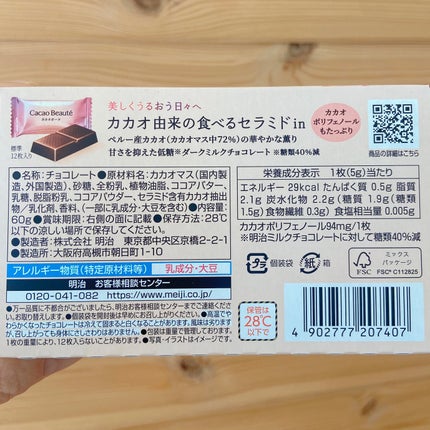 Cacao Beauté
カカオボーテ
標準
12枚入り
美しくうるおう日々へ
カカオ由来の食べるセラミドin
ペルー産カカオ(カカオマス中72%)の華やかな薫り
甘さを抑えた低糖※ダークミルクチョコレート ※糖類40%減
カカオ
ポリフェノール
もたっぷり
商品の詳細はこちら
●名称:チョコレート●原材料名:カカオマス(国内製造、
外国製造)、砂糖、全粉乳、植物油脂、ココアバター、
乳糖、脱脂粉乳、ココアパウダー、セラミド含有カカオ抽出
物/乳化剤、香料、(一部に乳成分・大豆を含む)●内容量:
60g●賞味期限:右側の面に記載●保存方法:28℃
以下の涼しい場所で保存してください。
●製造者:株式会社 明治 東京都中央区京橋2-2-1
●製造所:大阪府高槻市朝日町1-10
アレルギー物質(特定原材料等) 乳成分・大豆
明治 お客様相談センター
0120-041-082 https://www.meiji.co.jp/
栄養成分表示 1枚(5g)当たり
エネルギー 29kcal たんぱく質 0.5g 脂質
2.1g 炭水化物 2.2g (糖質 1.9g (糖類
1.5g) 食物繊維 0.3g) 食塩相当量 0.005g
カカオポリフェノール94mg/1枚
※明治ミルクチョコレートに対して糖類40%減
プラ
個装袋
紙
箱
FSC
ミックス
パッケージ
FSC® C112825
保管は
28℃
以下で
4902777207407